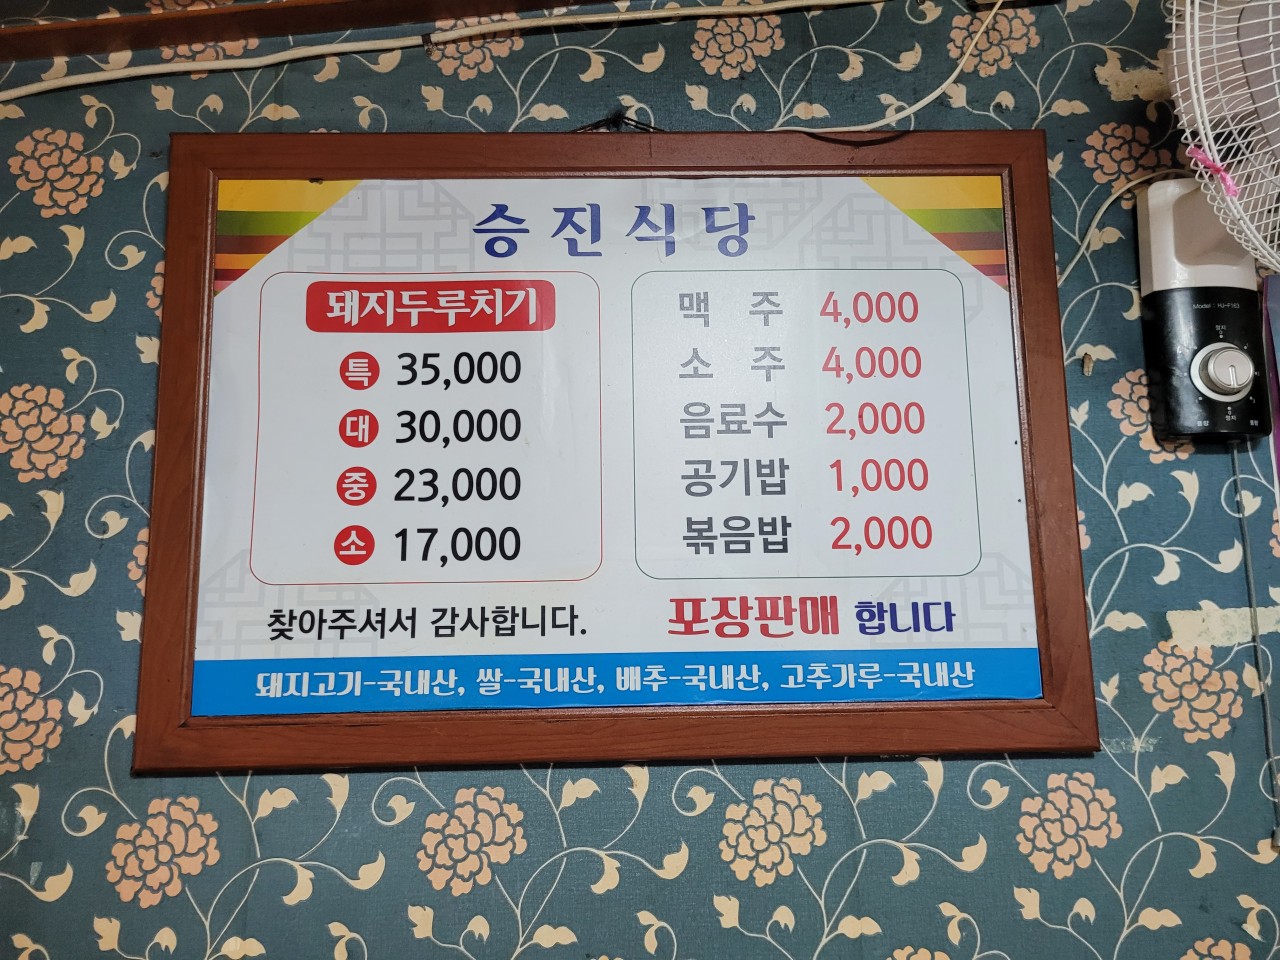 승진식당
돼지두루치기
특 35,000
대 30,000
중 23,000
소 17,000
맥 주 4,000
소 주 4,000
음료수 2,000
공기밥 1,000
볶음밥 2,000
찾아주셔서 감사합니다.
포장판매 합니다
돼지고기-국내산, 쌀-국내산, 배추-국내산, 고추가루-국내산
정지
정지